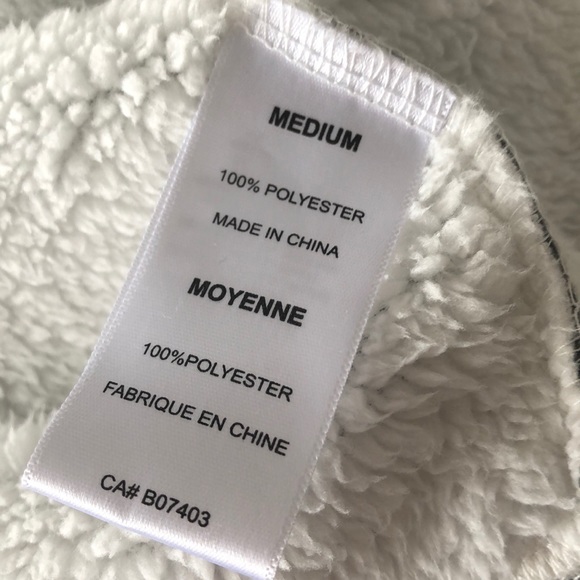 MEDIUM
100% POLYESTER
MADE IN CHINA
MOYENNE
100%POLYESTER
FABRIQUE EN CHINE
CA# B07403